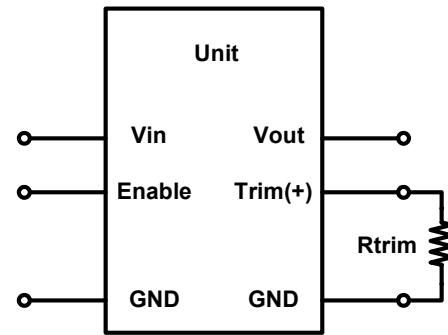 Unit
Vin Vout
Enable Trim(+)
Rtrim
GND GND